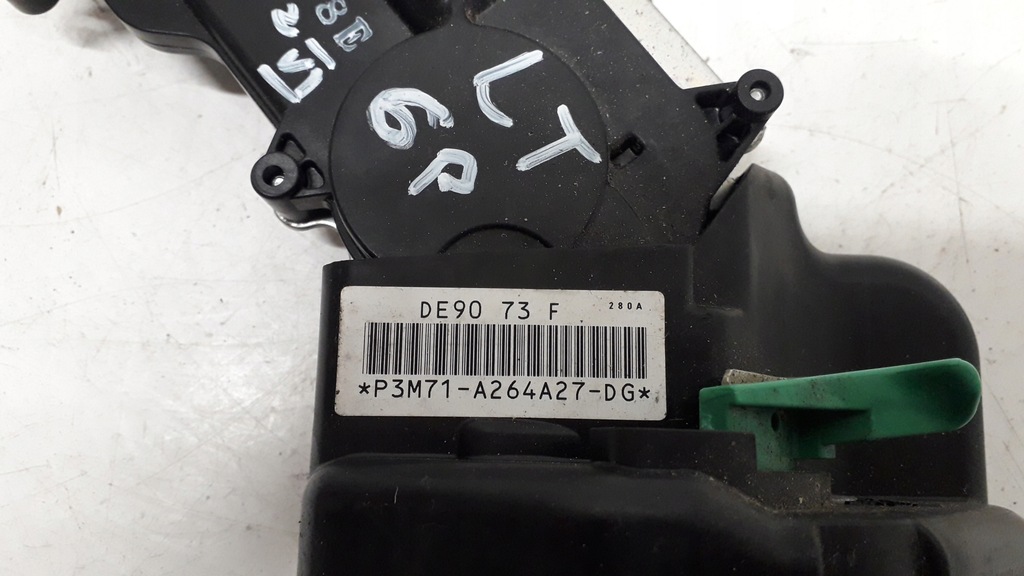 LT
6R
DE90 73 F 280A
*P3M71-A264A27-DG*